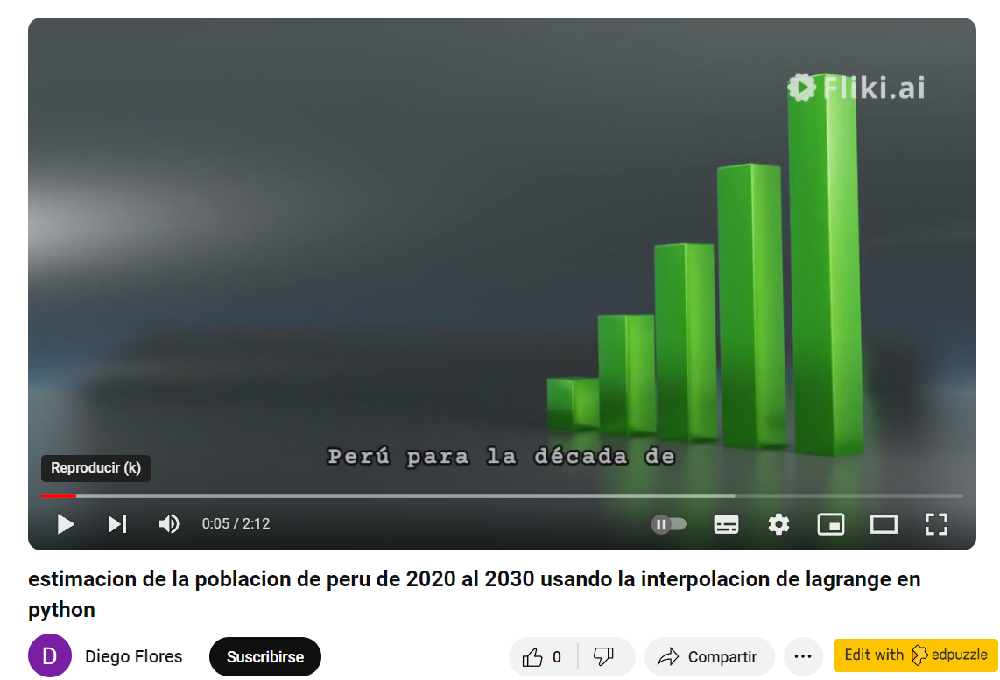 Fliki.ai
Perú para la década de
Reproducir (k)
0:05 / 2:12
estimacion de la poblacion de peru de 2020 al 2030 usando la interpolacion de lagrange en
python
D
Diego Flores
Suscribirse
0
Compartir
Edit with edpuzzle